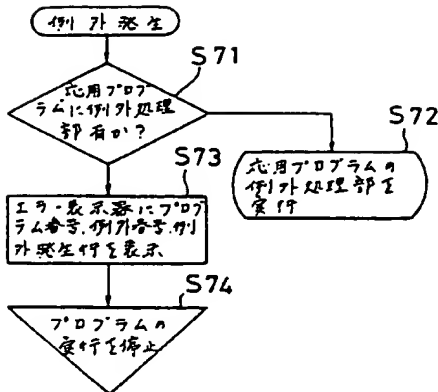 例外発生
S71
応用プログ
ラムに例外処理
部有か?
S72
応用プログラムの
例外処理部を
実行
S73
エラー表示器にプログ
ラム番号,例外番号,例
外発生行を表示
S74
プログラムの
実行を停止